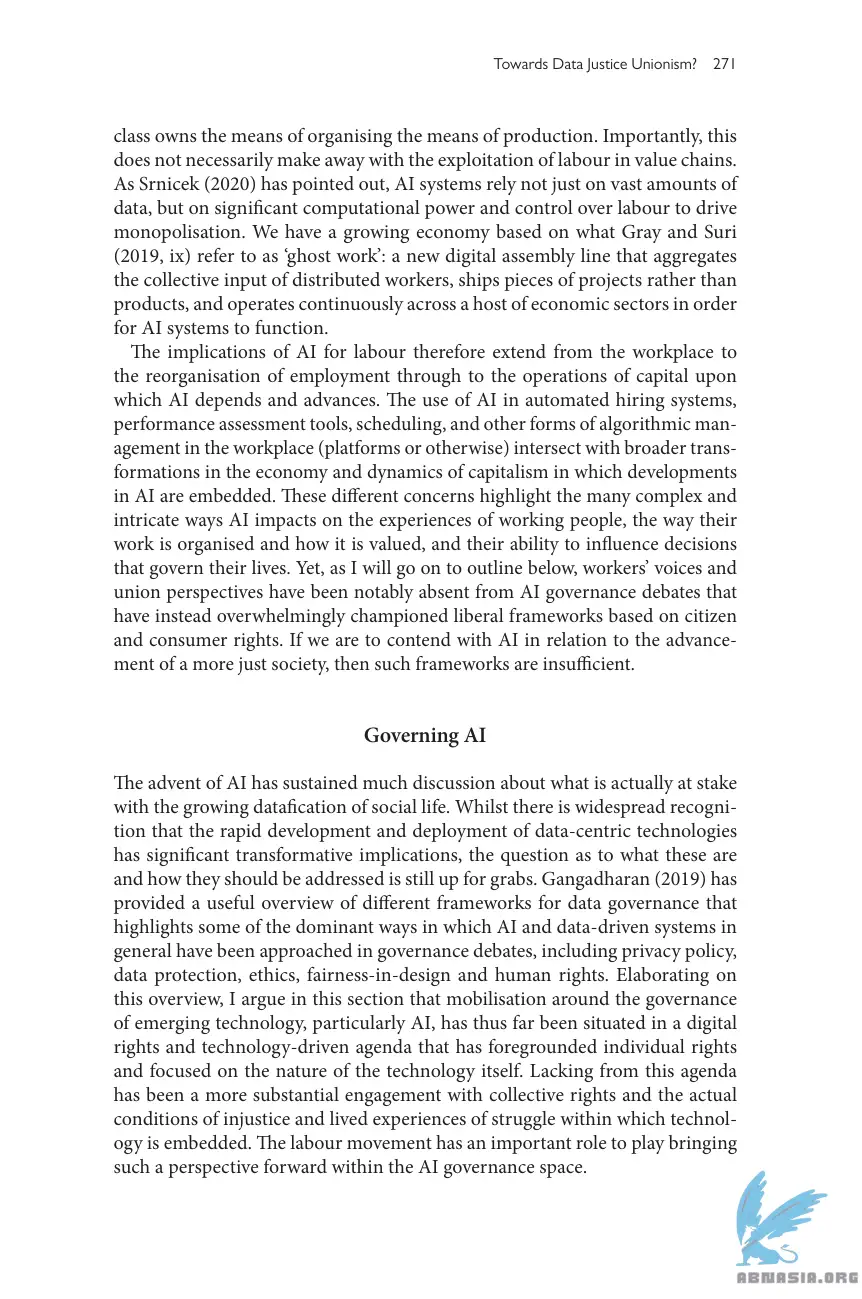 Towards Data Justice Unionism? 271
class owns the means of organising the means of production. Importantly, this
does not necessarily make away with the exploitation of labour in value chains.
As Srnicek (2020) has pointed out, AI systems rely not just on vast amounts of
data, but on significant computational power and control over labour to drive
monopolisation. We have a growing economy based on what Gray and Suri
(2019, ix) refer to as ‘ghost work’: a new digital assembly line that aggregates
the collective input of distributed workers, ships pieces of projects rather than
products, and operates continuously across a host of economic sectors in order
for AI systems to function.
The implications of AI for labour therefore extend from the workplace to
the reorganisation of employment through to the operations of capital upon
which AI depends and advances. The use of AI in automated hiring systems,
performance assessment tools, scheduling, and other forms of algorithmic man-
agement in the workplace (platforms or otherwise) intersect with broader trans-
formations in the economy and dynamics of capitalism in which developments
in AI are embedded. These different concerns highlight the many complex and
intricate ways AI impacts on the experiences of working people, the way their
work is organised and how it is valued, and their ability to influence decisions
that govern their lives. Yet, as I will go on to outline below, workers’ voices and
union perspectives have been notably absent from AI governance debates that
have instead overwhelmingly championed liberal frameworks based on citizen
and consumer rights. If we are to contend with AI in relation to the advance-
ment of a more just society, then such frameworks are insufficient.
Governing AI
The advent of AI has sustained much discussion about what is actually at stake
with the growing datafication of social life. Whilst there is widespread recogni-
tion that the rapid development and deployment of data-centric technologies
has significant transformative implications, the question as to what these are
and how they should be addressed is still up for grabs. Gangadharan (2019) has
provided a useful overview of different frameworks for data governance that
highlights some of the dominant ways in which AI and data-driven systems in
general have been approached in governance debates, including privacy policy,
data protection, ethics, fairness-in-design and human rights. Elaborating on
this overview, I argue in this section that mobilisation around the governance
of emerging technology, particularly AI, has thus far been situated in a digital
rights and technology-driven agenda that has foregrounded individual rights
and focused on the nature of the technology itself. Lacking from this agenda
has been a more substantial engagement with collective rights and the actual
conditions of injustice and lived experiences of struggle within which technol-
ogy is embedded. The labour movement has an important role to play bringing
such a perspective forward within the AI governance space.
ABNASIA.ORG